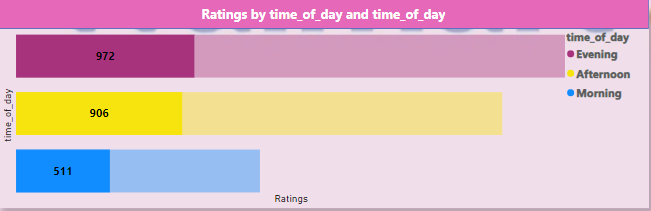 Ratings by time_of_day and time_of_day
time_of_day
Evening
Afternoon
Morning
time_of_day
972
906
511
Ratings